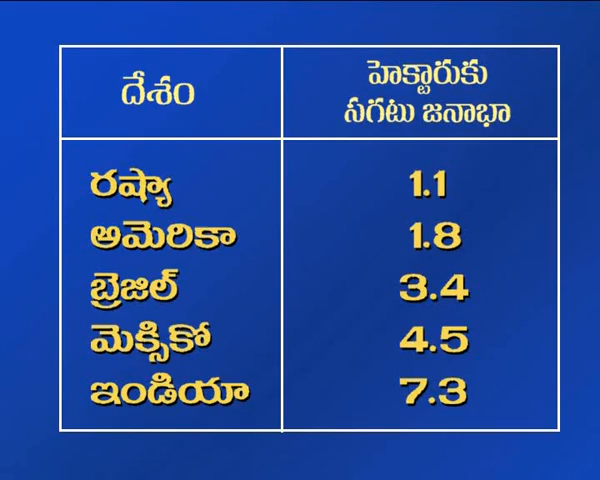 దేశం
హెక్టారుకు
సగటు జనాభా
రష్యా 1.1
అమెరికా 1.8
బ్రెజిల్ 3.4
మెక్సికో 4.5
ఇండియా 7.3